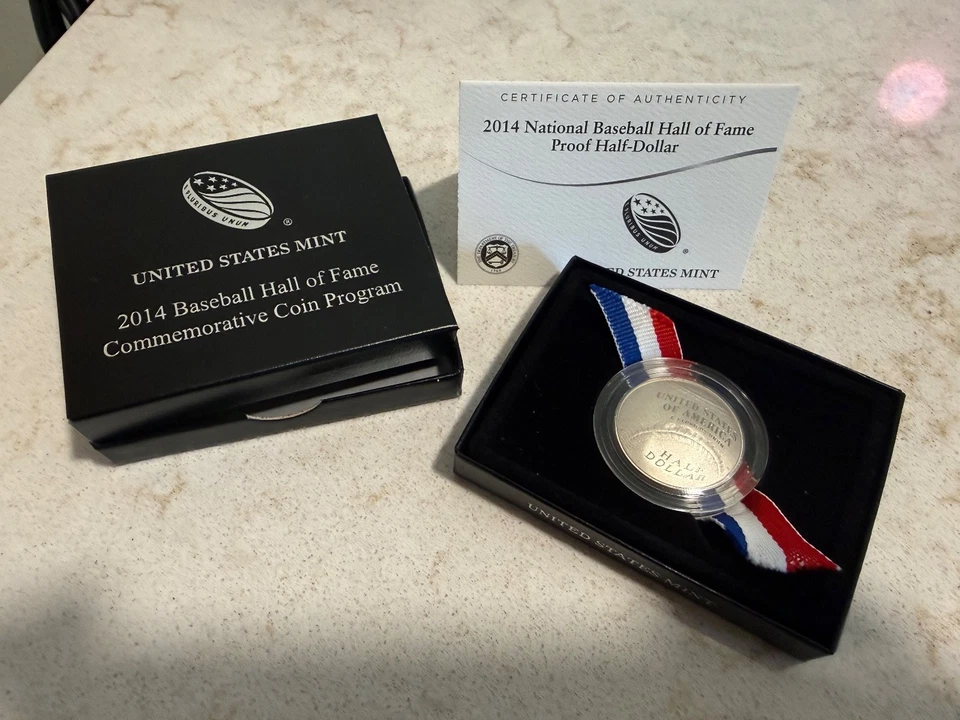 PLURIBUS UNUM
®
UNITED STATES MINT
2014 Baseball Hall of Fame
Commemorative Coin Program
CERTIFICATE OF AUTHENTICITY
2014 National Baseball Hall of Fame
Proof Half-Dollar
PLURIBUS UNUM
®
D STATES MINT
UNITED STATES
OF AMERICA
HALF
DOLLAR
UNITED STATES MINT